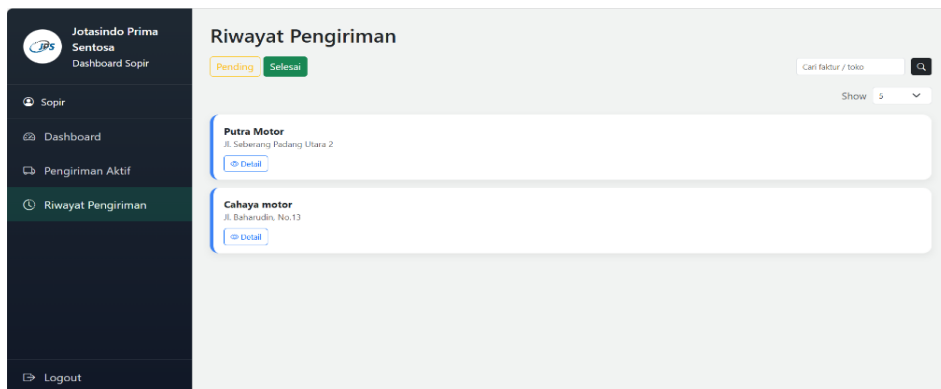 JPS
Jotasindo Prima
Sentosa
Dashboard Sopir
Sopir
Dashboard
Pengiriman Aktif
Riwayat Pengiriman
Logout
Riwayat Pengiriman
Pending
Selesai
Cari faktur / toko
Show 5
Putra Motor
Jl. Seberang Padang Utara 2
Detail
Cahaya motor
Jl. Baharudin, No.13
Detail